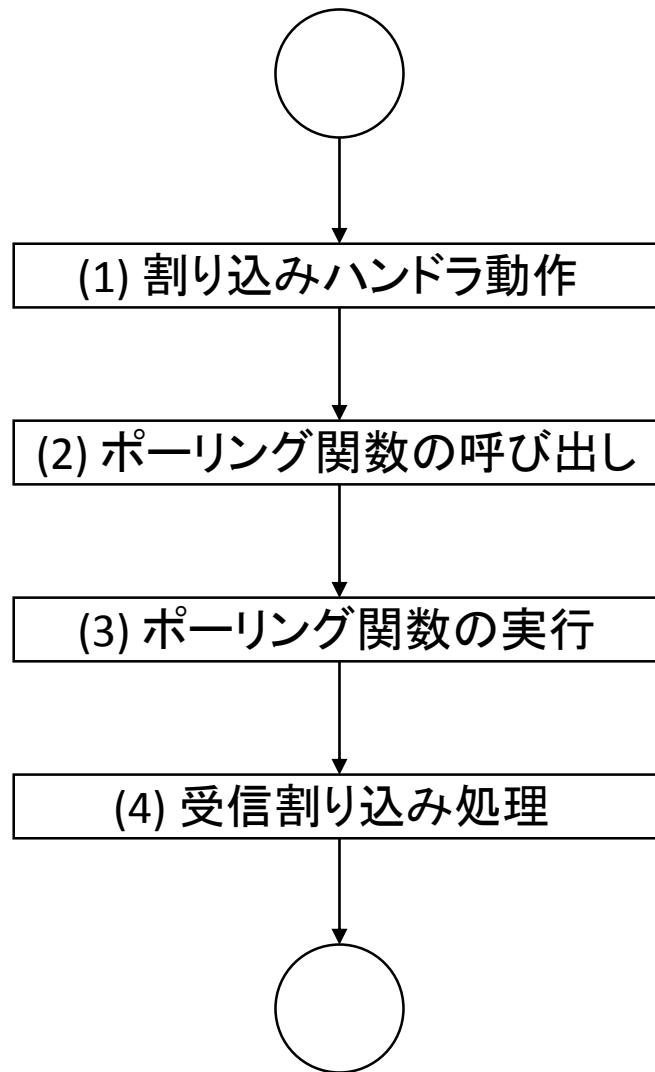 (1) 割り込みハンドラ動作
(2) ポーリング関数の呼び出し
(3) ポーリング関数の実行
(4) 受信割り込み処理